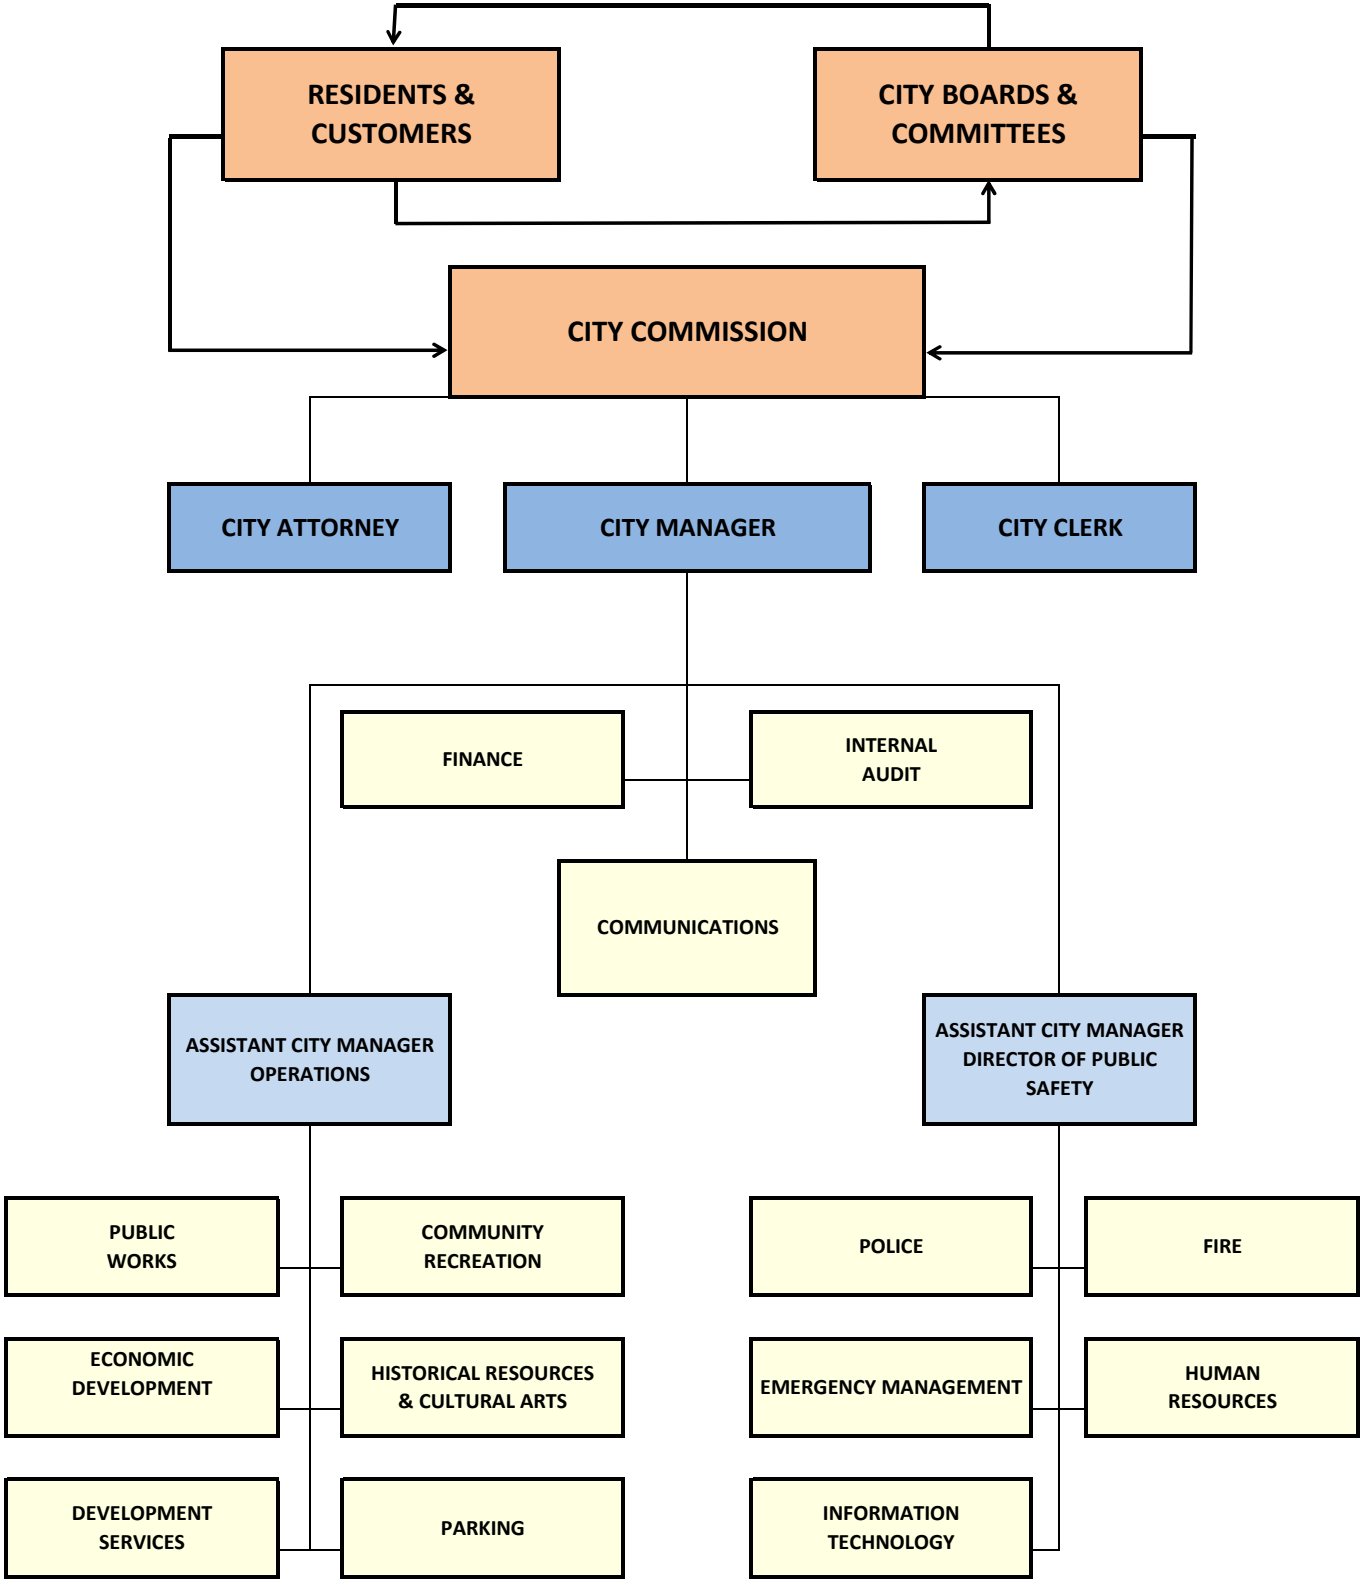 RESIDENTS &
CUSTOMERS
CITY BOARDS &
COMMITTEES
CITY COMMISSION
CITY ATTORNEY
CITY MANAGER
CITY CLERK
FINANCE
INTERNAL
AUDIT
COMMUNICATIONS
ASSISTANT CITY MANAGER
OPERATIONS
ASSISTANT CITY MANAGER
DIRECTOR OF PUBLIC
SAFETY
PUBLIC
WORKS
COMMUNITY
RECREATION
POLICE
FIRE
ECONOMIC
DEVELOPMENT
HISTORICAL RESOURCES
& CULTURAL ARTS
EMERGENCY MANAGEMENT
HUMAN
RESOURCES
DEVELOPMENT
SERVICES
PARKING
INFORMATION
TECHNOLOGY